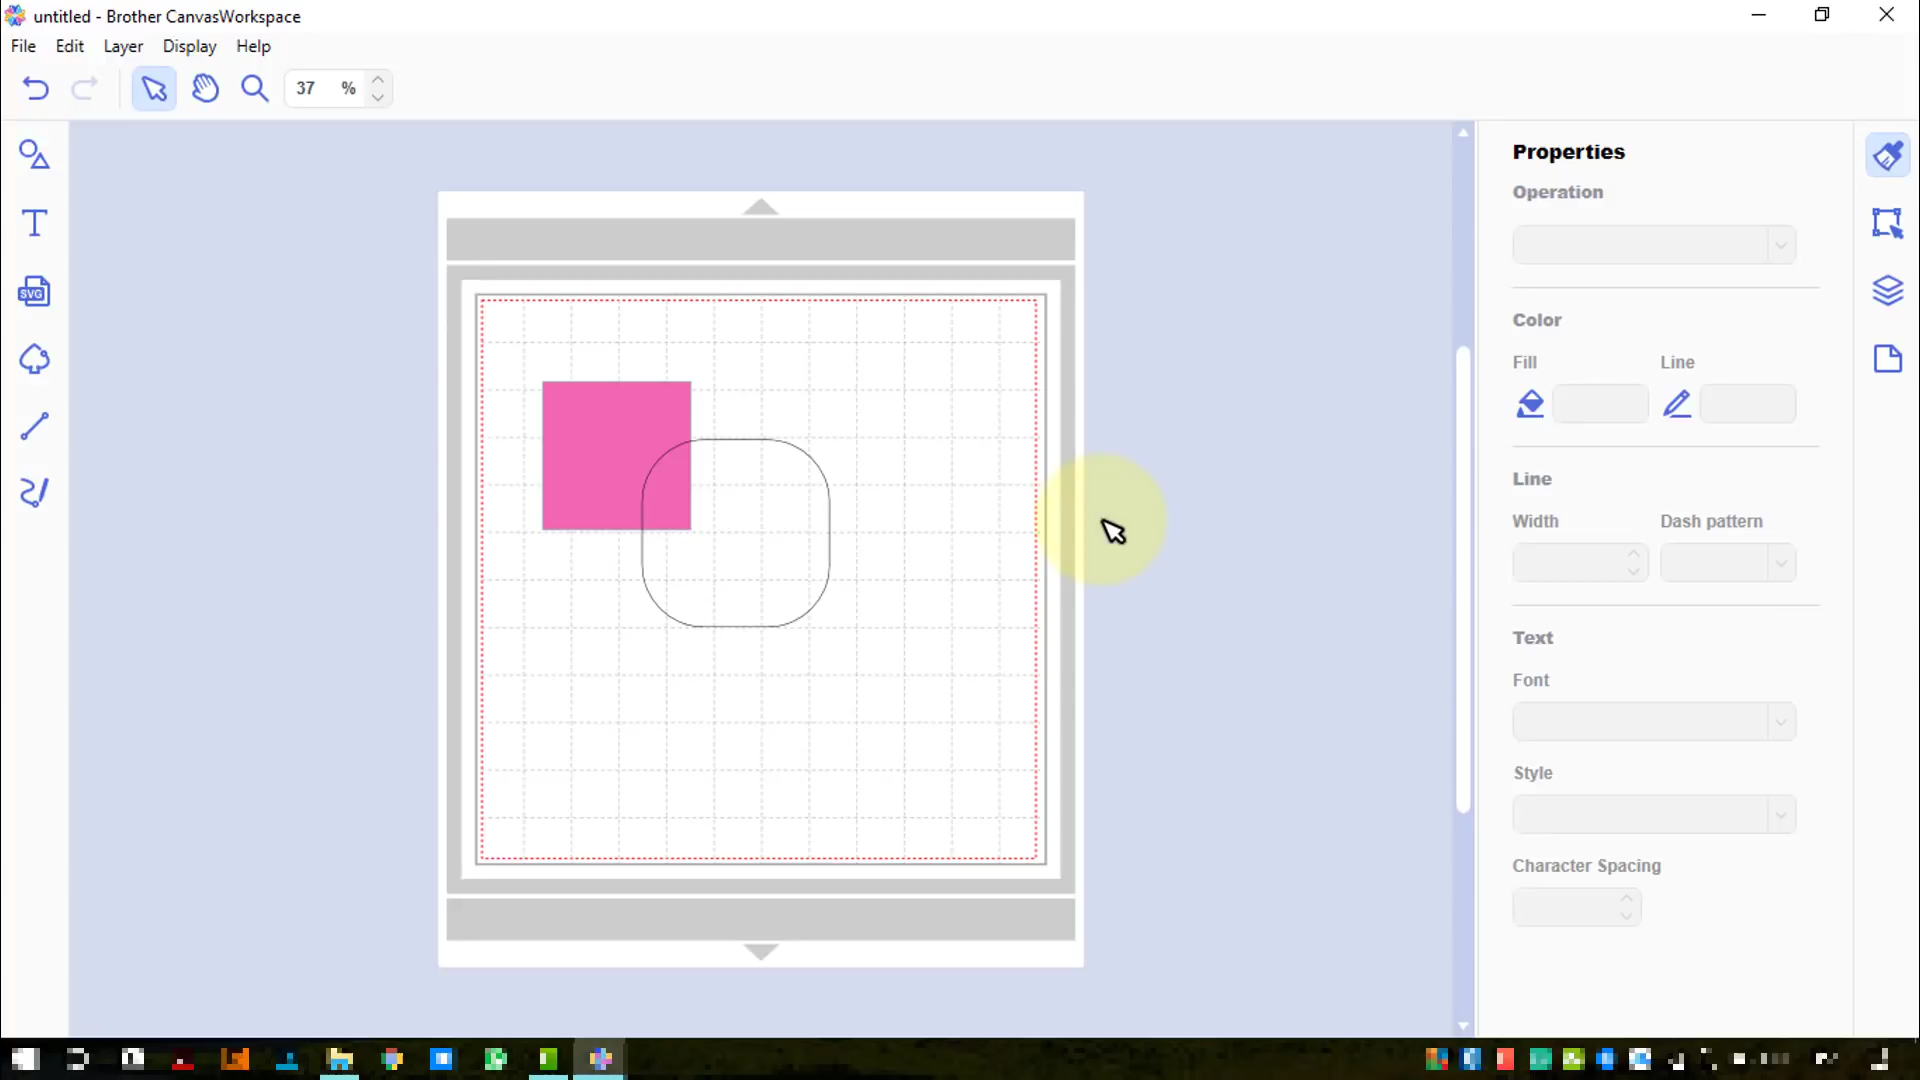 untitled - Brother CanvasWorkspace
File Edit Layer Display Help
37 %
T
SVG
Properties
Operation
Color
Fill Line
Line
Width Dash pattern
Text
Font
Style
Character Spacing